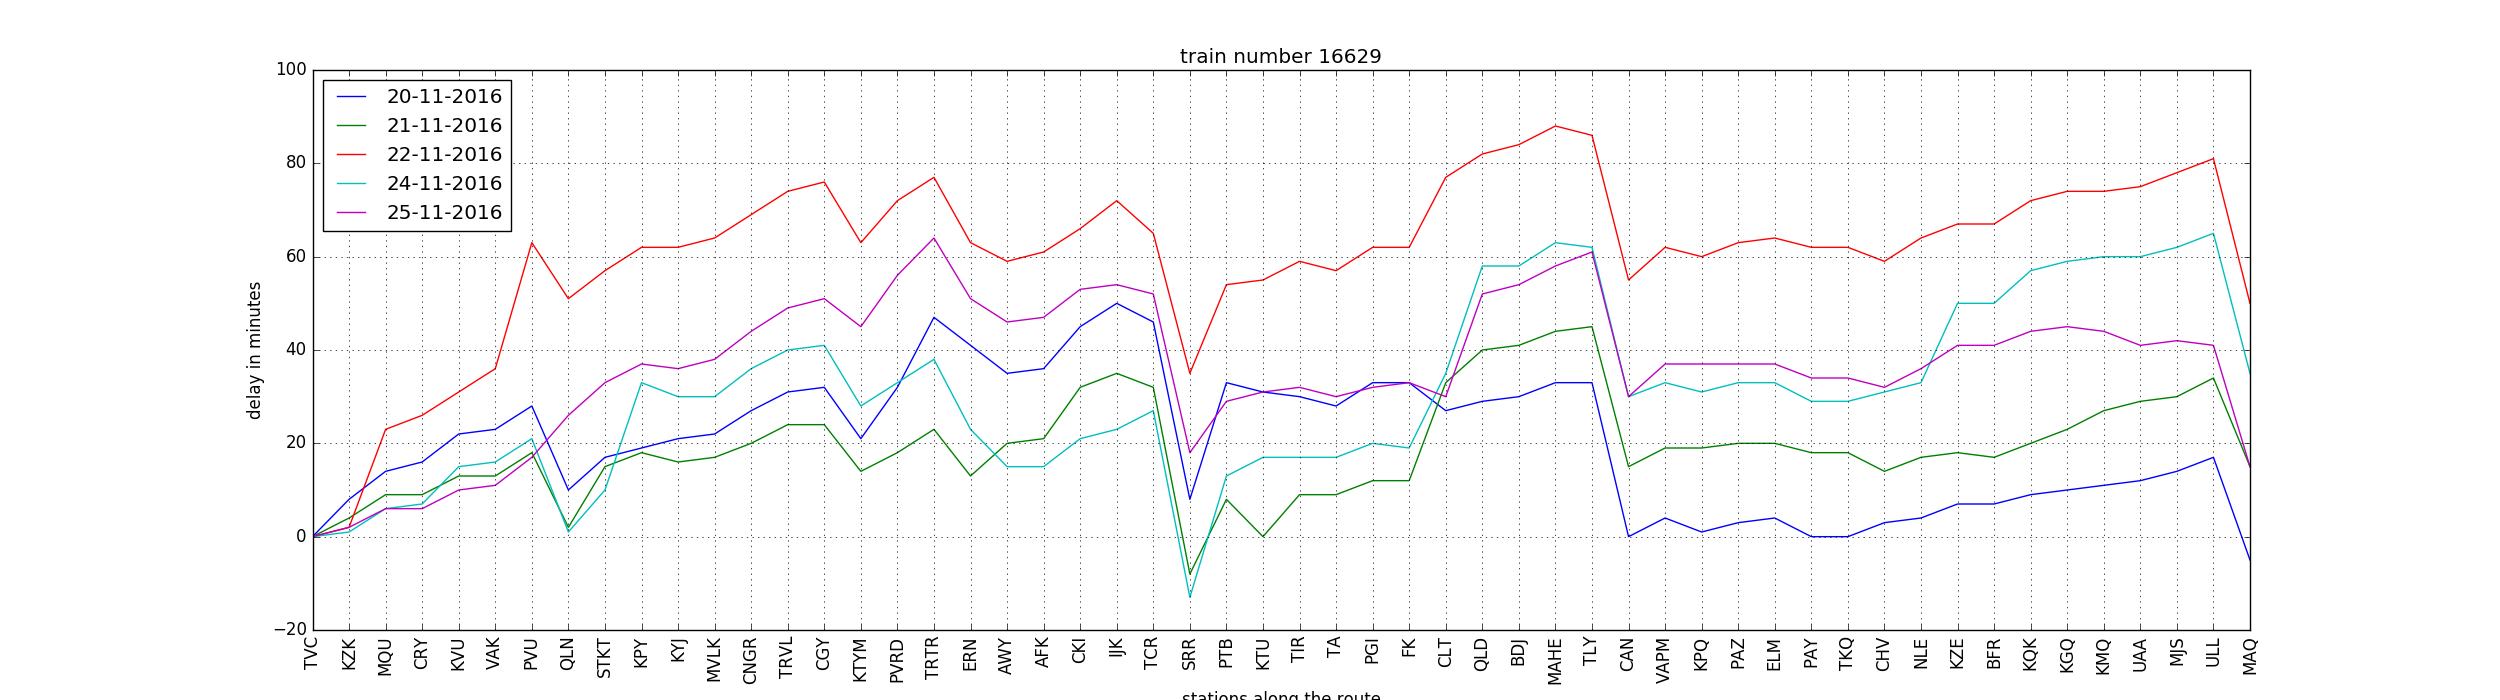 train number 16629
100
80
60
40
20
0
−20
delay in minutes
20-11-2016
21-11-2016
22-11-2016
24-11-2016
25-11-2016
TVC
KZK
MQU
CRY
KVU
VAK
PVU
QLN
STKT
KPY
KYJ
MVLK
CNGR
TRVL
CGY
KTYM
PVRD
TRTR
ERN
AWY
AFK
CKI
IJK
TCR
SRR
PTB
KTU
TIR
TA
PGI
FK
CLT
QLD
BDJ
MAHE
TLY
CAN
VAPM
KPQ
PAZ
ELM
PAY
TKQ
CHV
NLE
KZE
BFR
KQK
KGQ
KMQ
UAA
MJS
ULL
MAQ
stations along the route